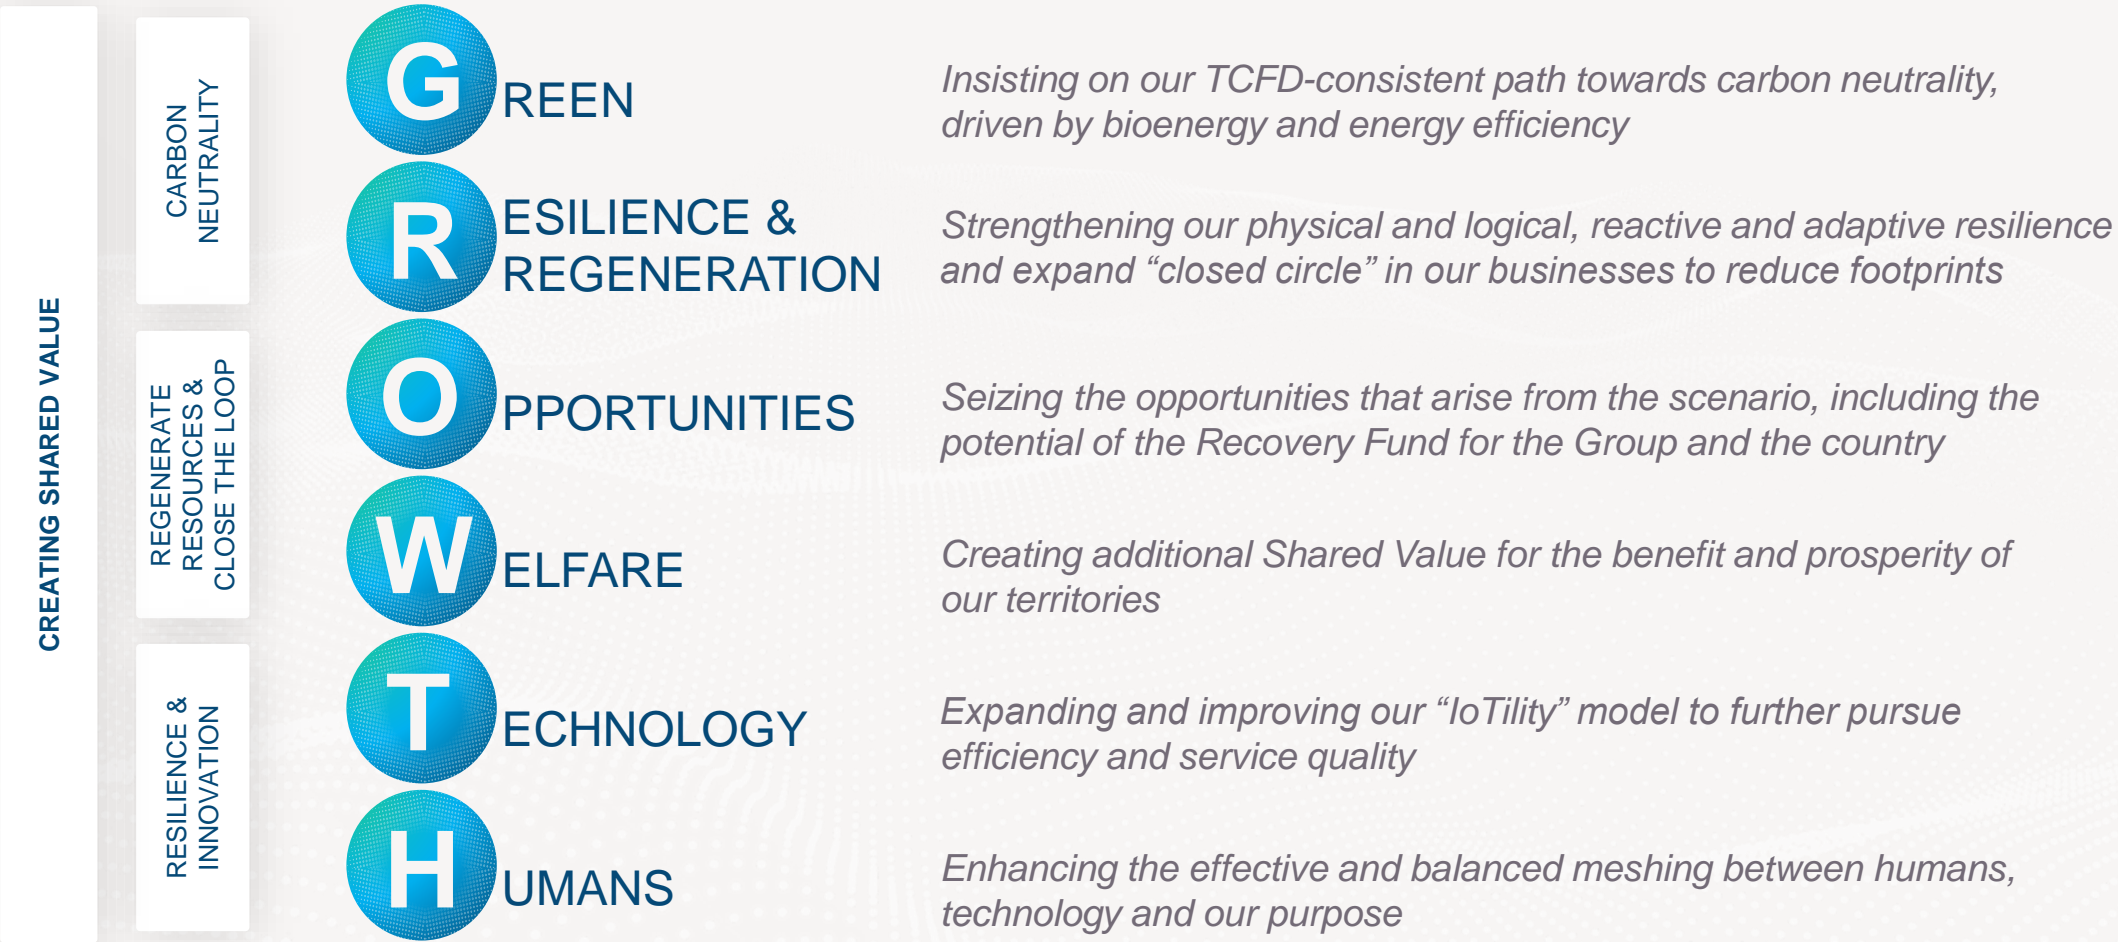 CREATING SHARED VALUE
CARBON
NEUTRALITY
REGENERATE
RESOURCES &
CLOSE THE LOOP
RESILIENCE &
INNOVATION
GREEN
Insisting on our TCFD-consistent path towards carbon neutrality,
driven by bioenergy and energy efficiency
RESILIENCE &
REGENERATION
Strengthening our physical and logical, reactive and adaptive resilience
and expand “closed circle” in our businesses to reduce footprints
OPPORTUNITIES
Seizing the opportunities that arise from the scenario, including the
potential of the Recovery Fund for the Group and the country
WELFARE
Creating additional Shared Value for the benefit and prosperity of
our territories
TECHNOLOGY
Expanding and improving our “IoTility” model to further pursue
efficiency and service quality
HUMANS
Enhancing the effective and balanced meshing between humans,
technology and our purpose